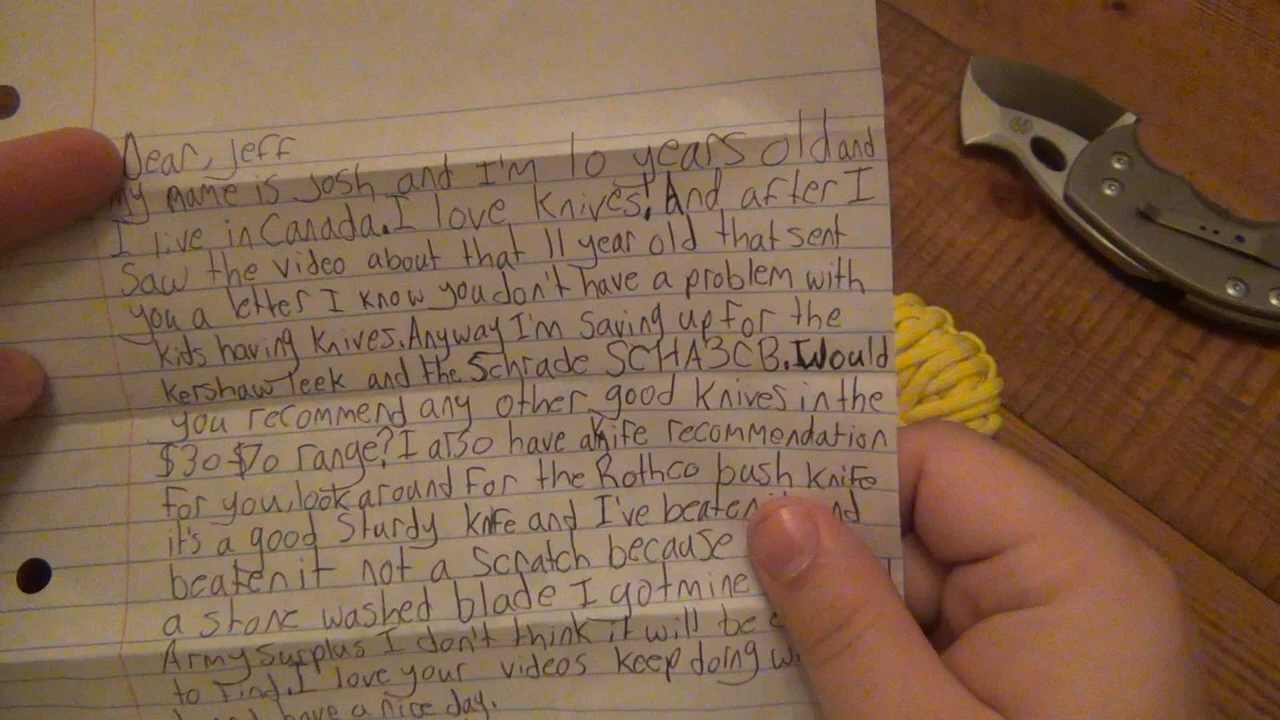 Dear, Jeff
My name is Josh and I'm 10 years old and
I live in Canada. I love knives! And after I
Saw the video about that 11 year old that sent
you a letter I know you don't have a problem with
kids having knives. Anyway I'm Saving up for the
kershaw leek and the Schrade SCHA3CB. Would
you recommend any other good knives in the
$30 $70 range? I also have a knife recommendation
for you, look around for the Rothco bush knife
it's a good Sturdy knfe and I've beaten
beaten it not a Scratch because
a stone washed blade I got mine
Army Surplus I don't think it will be
to find. I love your videos keep doing
have a nice day.